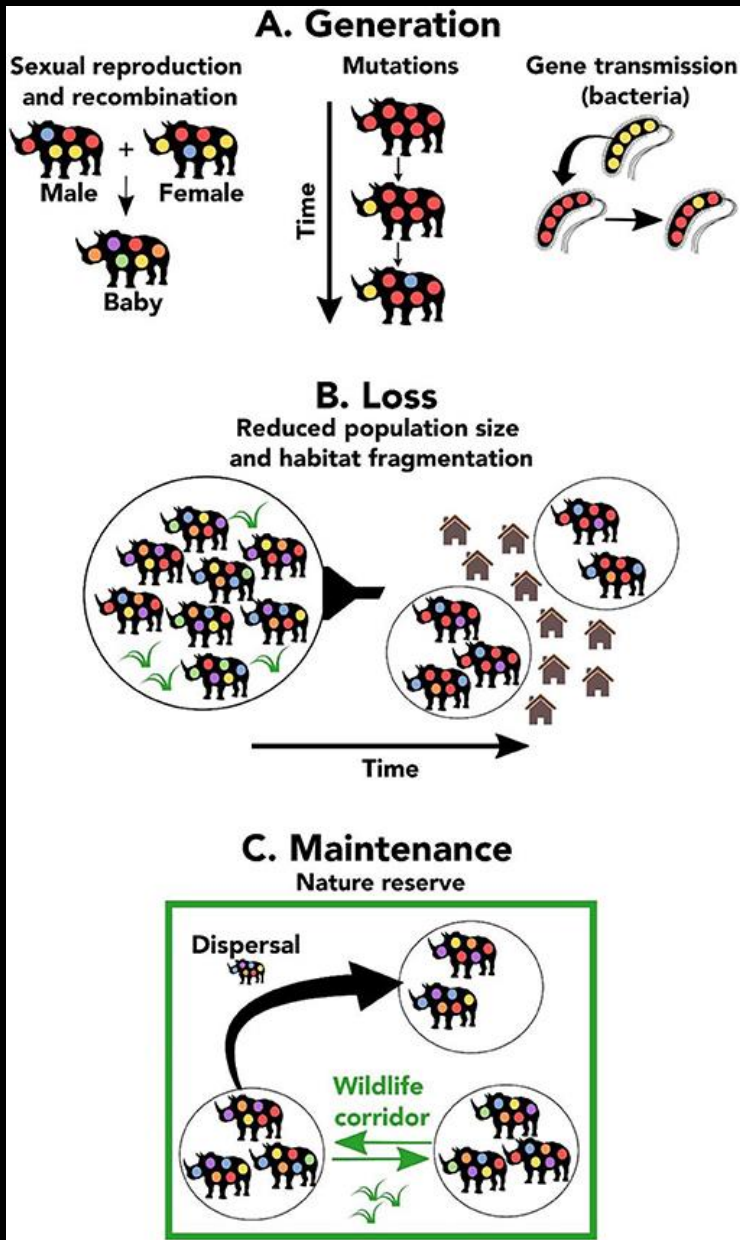 A. Generation
Sexual reproduction
and recombination
Male
+
Female
Baby
Mutations
Time
Gene transmission
(bacteria)
B. Loss
Reduced population size
and habitat fragmentation
Time
C. Maintenance
Nature reserve
Dispersal
Wildlife
corridor